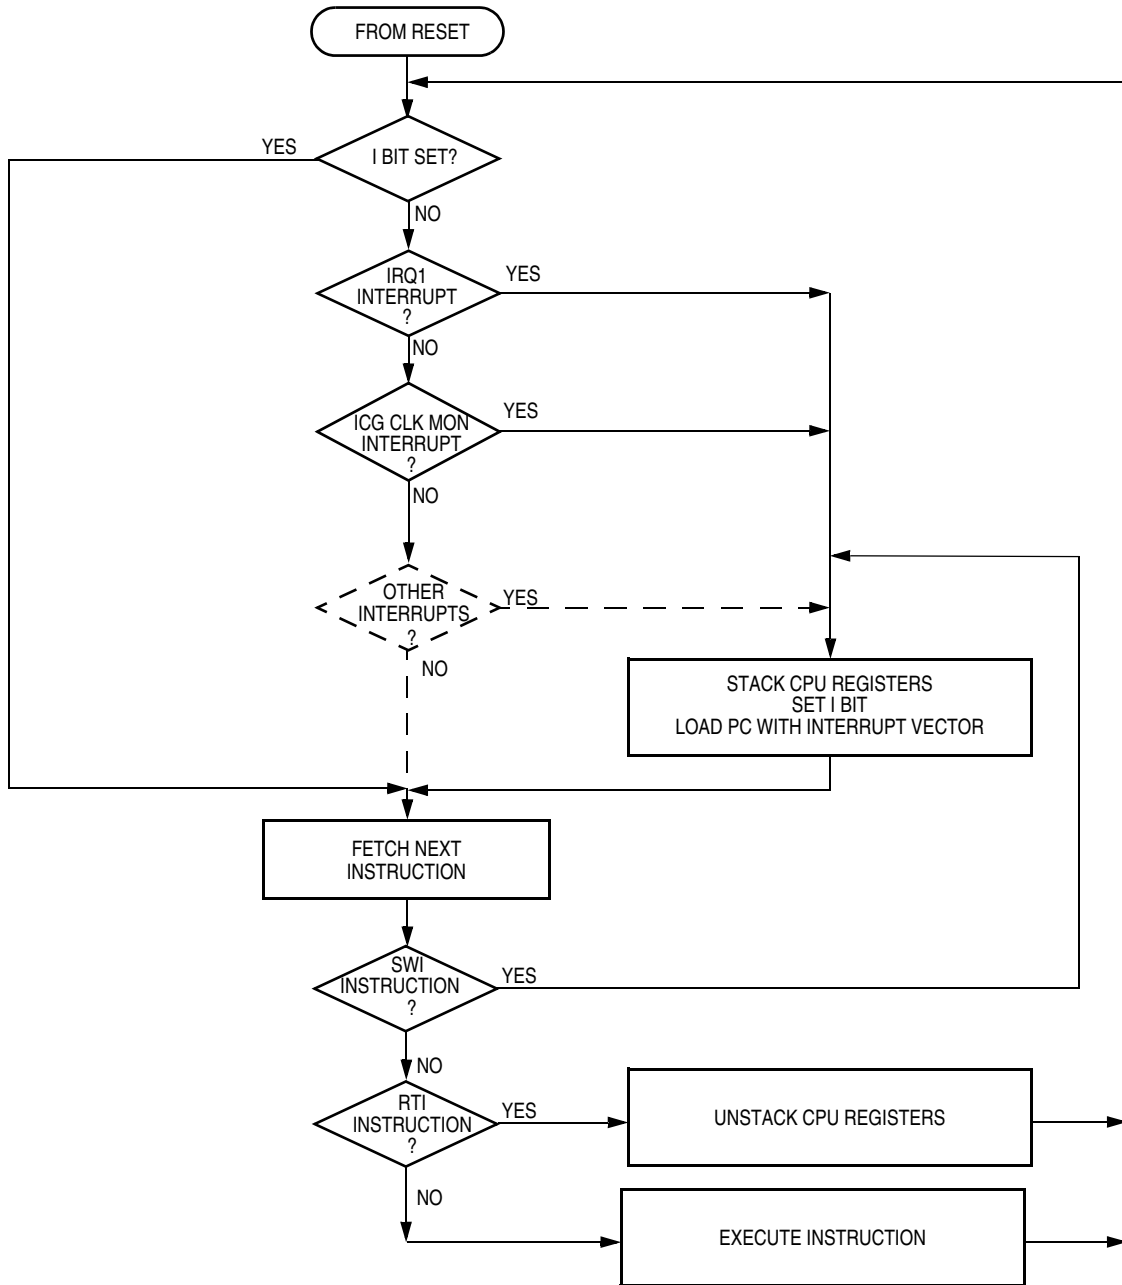 FROM RESET
YES
I BIT SET?
NO
IRQ1
INTERRUPT
?
YES
NO
ICG CLK MON
INTERRUPT
?
YES
NO
OTHER
INTERRUPTS
?
YES
NO
STACK CPU REGISTERS
SET I BIT
LOAD PC WITH INTERRUPT VECTOR
FETCH NEXT
INSTRUCTION
SWI
INSTRUCTION
?
YES
NO
RTI
INSTRUCTION
?
YES
UNSTACK CPU REGISTERS
NO
EXECUTE INSTRUCTION